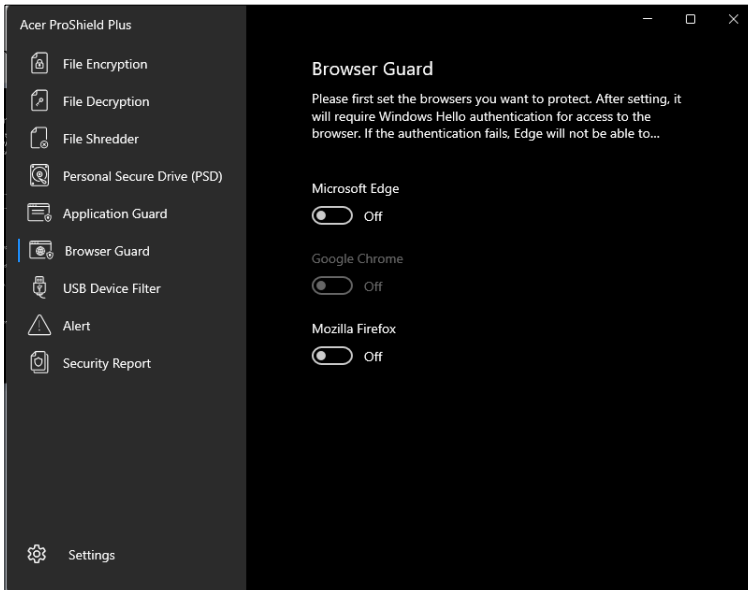 Acer ProShield Plus
File Encryption
File Decryption
File Shredder
Personal Secure Drive (PSD)
Application Guard
Browser Guard
USB Device Filter
Alert
Security Report
Settings
Browser Guard
Please first set the browsers you want to protect. After setting, it
will require Windows Hello authentication for access to the
browser. If the authentication fails, Edge will not be able to...
Microsoft Edge
Off
Google Chrome
Off
Mozilla Firefox
Off